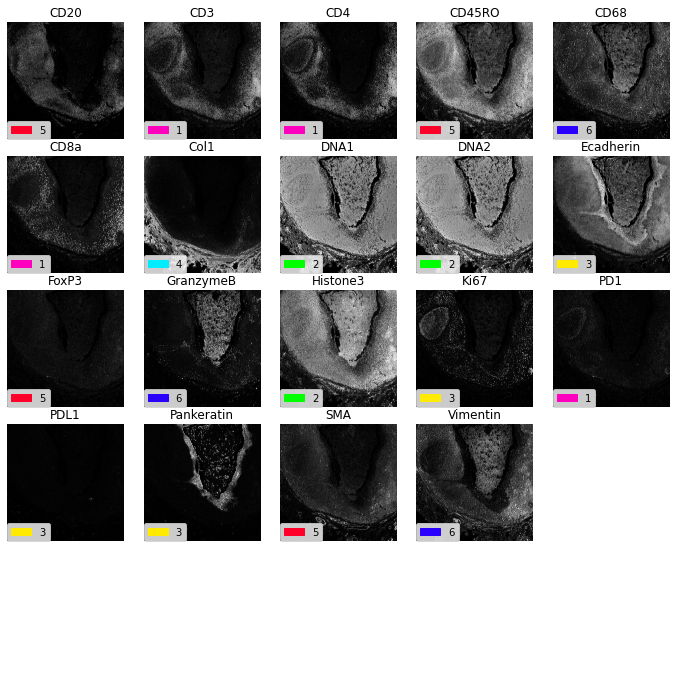 CD20 CD3 CD4 CD45RO CD68
5 1 1 5 6
CD8a Col1 DNA1 DNA2 Ecadherin
1 4 2 2 3
FoxP3 GranzymeB Histone3 Ki67 PD1
5 6 2 3 1
PDL1 Pankeratin SMA Vimentin
3 3 5 6